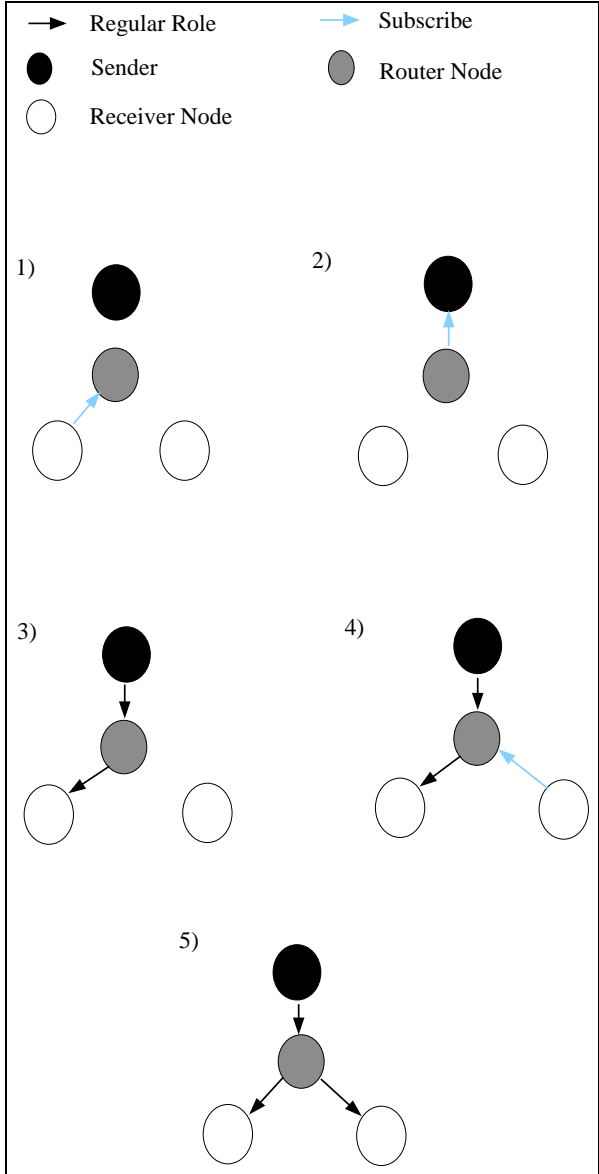 Regular Role
Subscribe
Sender
Router Node
Receiver Node
1)
2)
3)
4)
5)